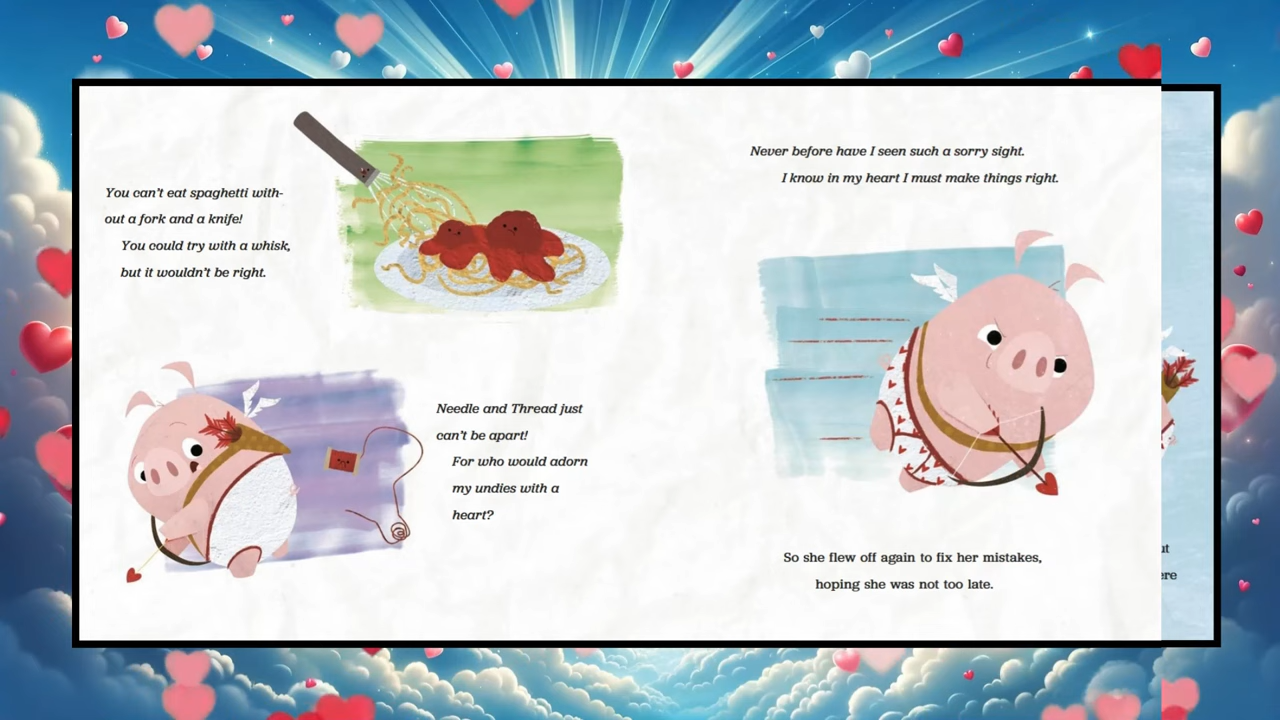 You can't eat spaghetti with-
out a fork and a knife!
You could try with a whisk,
but it wouldn't be right.
Needle and Thread just
can't be apart!
For who would adorn
my undies with a
heart?
Never before have I seen such a sorry sight.
I know in my heart I must make things right.
So she flew off again to fix her mistakes,
hoping she was not too late.